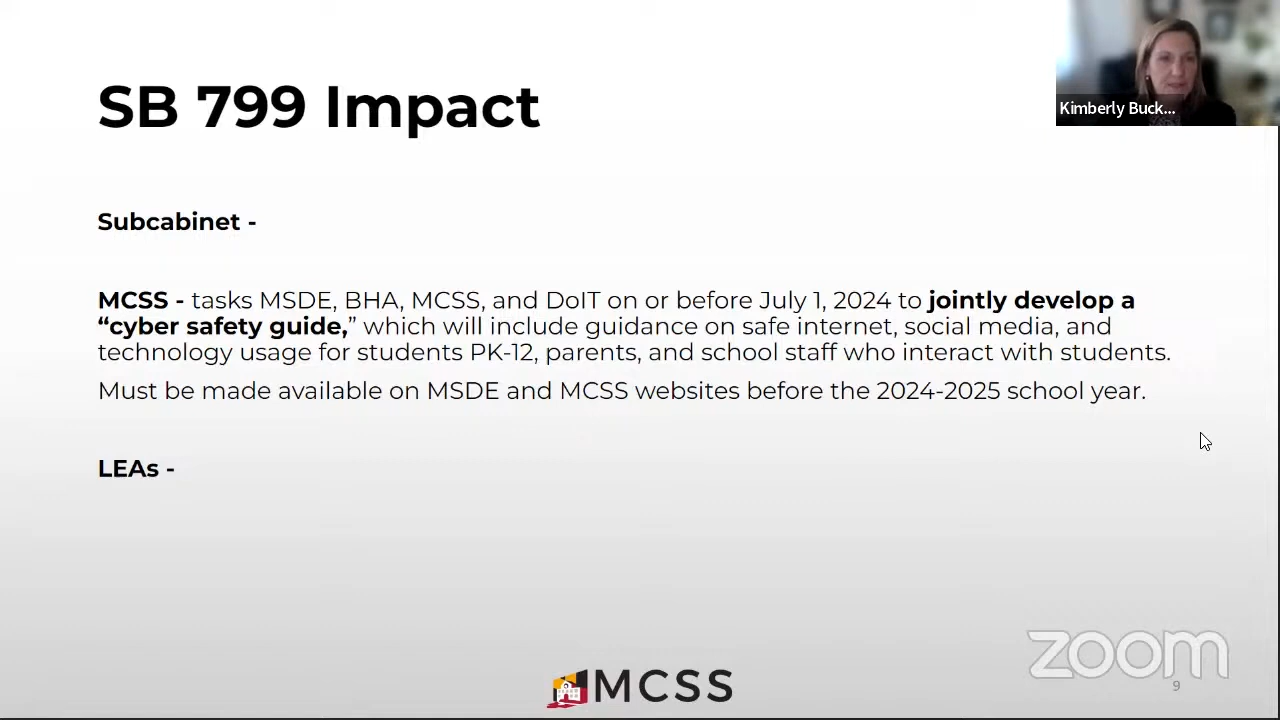 Kimberly Buck...
SB 799 Impact
Subcabinet -
MCSS - tasks MSDE, BHA, MCSS, and DoIT on or before July 1, 2024 to jointly develop a
“cyber safety guide,” which will include guidance on safe internet, social media, and
technology usage for students PK-12, parents, and school staff who interact with students.
Must be made available on MSDE and MCSS websites before the 2024-2025 school year.
LEAs -
zoom
9
MCSS